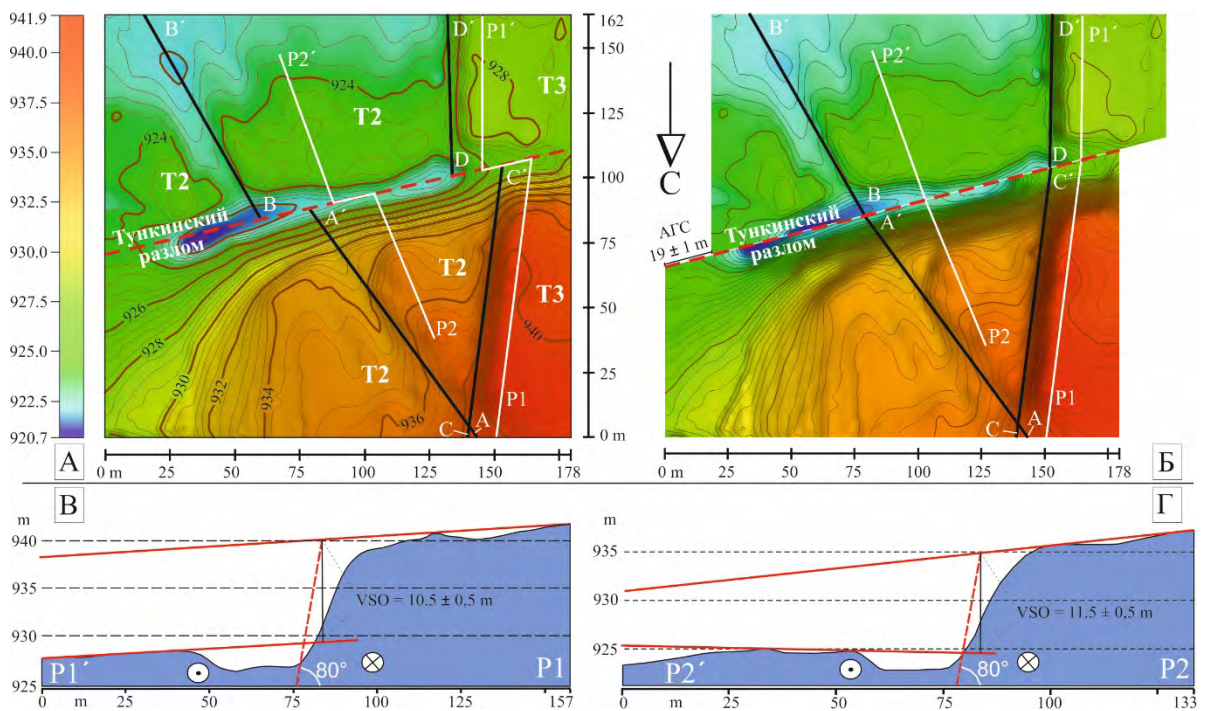 941.9
940.0
937.5
935.0
932.5
930.0
927.5
925.0
922.5
920.7
B´
P2´
D´
P1´
924
928
T2
T3
924
T2
D
C´
B
A´
Тункинский
разлом
T2
T3
926
928
930
932
934
936
940
T2
P2
P1
C
A
A
0 m
25
50
75
100
125
150
178
162
150
125
100
75
50
25
0 m
С
B´
P2´
D´
P1´
D
C´
B
A´
АГС
19 ± 1 m
Тункинский
разлом
P2
P1
C
A
Б
0 m
25
50
75
100
125
150
178
В
m
940
935
930
925
VSO = 10.5 ± 0,5 m
80°
P1´
P1
0
m
25
50
75
100
125
157
Г
m
935
930
925
VSO = 11.5 ± 0,5 m
80°
P2´
P2
0
m
25
50
75
100
133